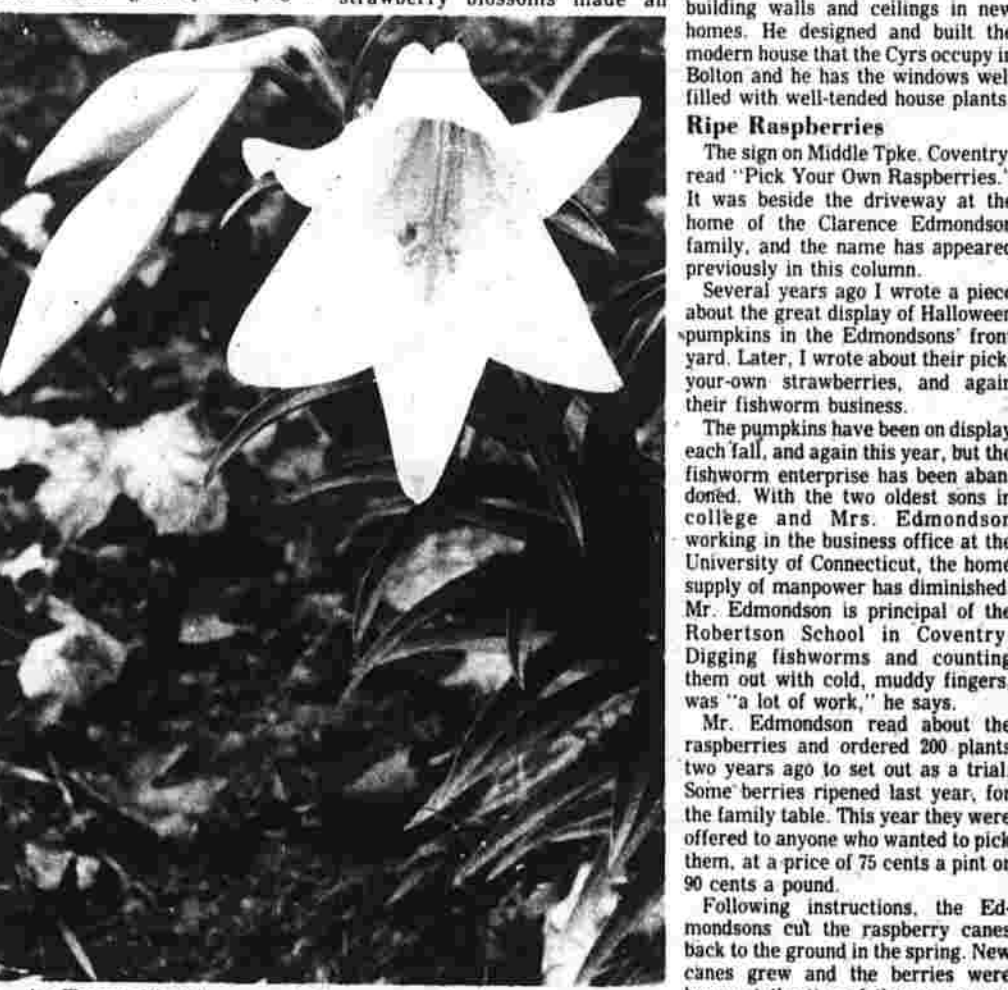 strawberry blossoms made an
building walls and ceilings in new
homes. He designed and built the
modern house that the Cyrs occupy in
Bolton and he has the windows well
filled with well-tended house plants.
Ripe Raspberries
The sign on Middle Tpke. Coventry
read "Pick Your Own Raspberries."
It was beside the driveway at the
home of the Clarence Edmondson
family, and the name has appeared
previously in this column.
Several years ago I wrote a piece
about the great display of Halloween
pumpkins in the Edmondsons' front
yard. Later, I wrote about their pick-
your-own strawberries, and again
their fishworm business.
The pumpkins have been on display
each fall, and again this year, but the
fishworm enterprise has been aban-
doned. With the two oldest sons in
college and Mrs. Edmondson
working in the business office at the
University of Connecticut, the home
supply of manpower has diminished.
Mr. Edmondson is principal of the
Robertson School in Coventry.
Digging fishworms and counting
them out with cold, muddy fingers,
was "a lot of work," he says.
Mr. Edmondson read about the
raspberries and ordered 200 plants
two years ago to set out as a trial.
Some berries ripened last year, for
the family table. This year they were
offered to anyone who wanted to pick
them, at a price of 75 cents a pint or
90 cents a pound.
Following instructions, the Ed-
mondsons cut the raspberry canes
back to the ground in the spring. New
canes grew and the berries were